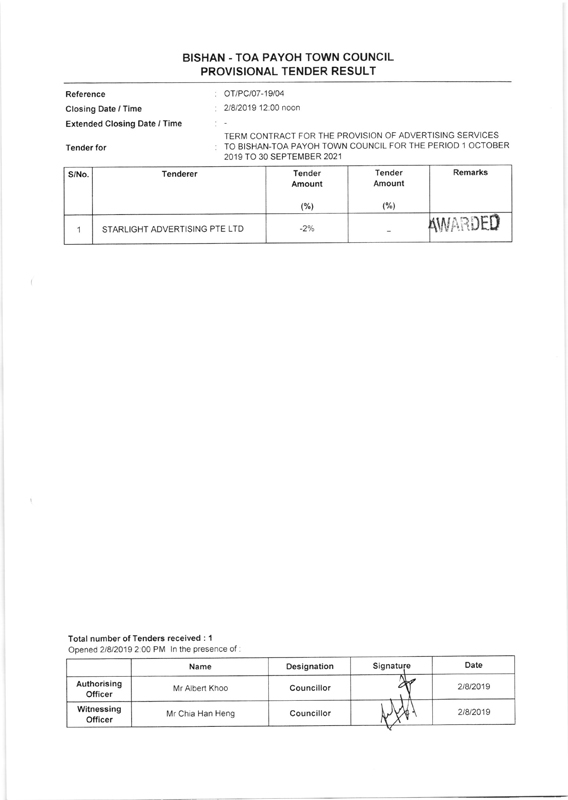 BISHAN - TOA PAYOH TOWN COUNCIL
PROVISIONAL TENDER RESULT
Reference : OT/PC/07-19/04
Closing Date / Time : 2/8/2019 12:00 noon
Extended Closing Date / Time : -
Tender for : TERM CONTRACT FOR THE PROVISION OF ADVERTISING SERVICES
TO BISHAN-TOA PAYOH TOWN COUNCIL FOR THE PERIOD 1 OCTOBER
2019 TO 30 SEPTEMBER 2021
S/No. Tenderer Tender Amount (%) Tender Amount (%) Remarks
1 STARLIGHT ADVERTISING PTE LTD -2% - AWARDED
Total number of Tenders received : 1
Opened 2/8/2019 2:00 PM In the presence of :
Name Designation Signature Date
Authorising Officer Mr Albert Khoo Councillor 2/8/2019
Witnessing Officer Mr Chia Han Heng Councillor 2/8/2019